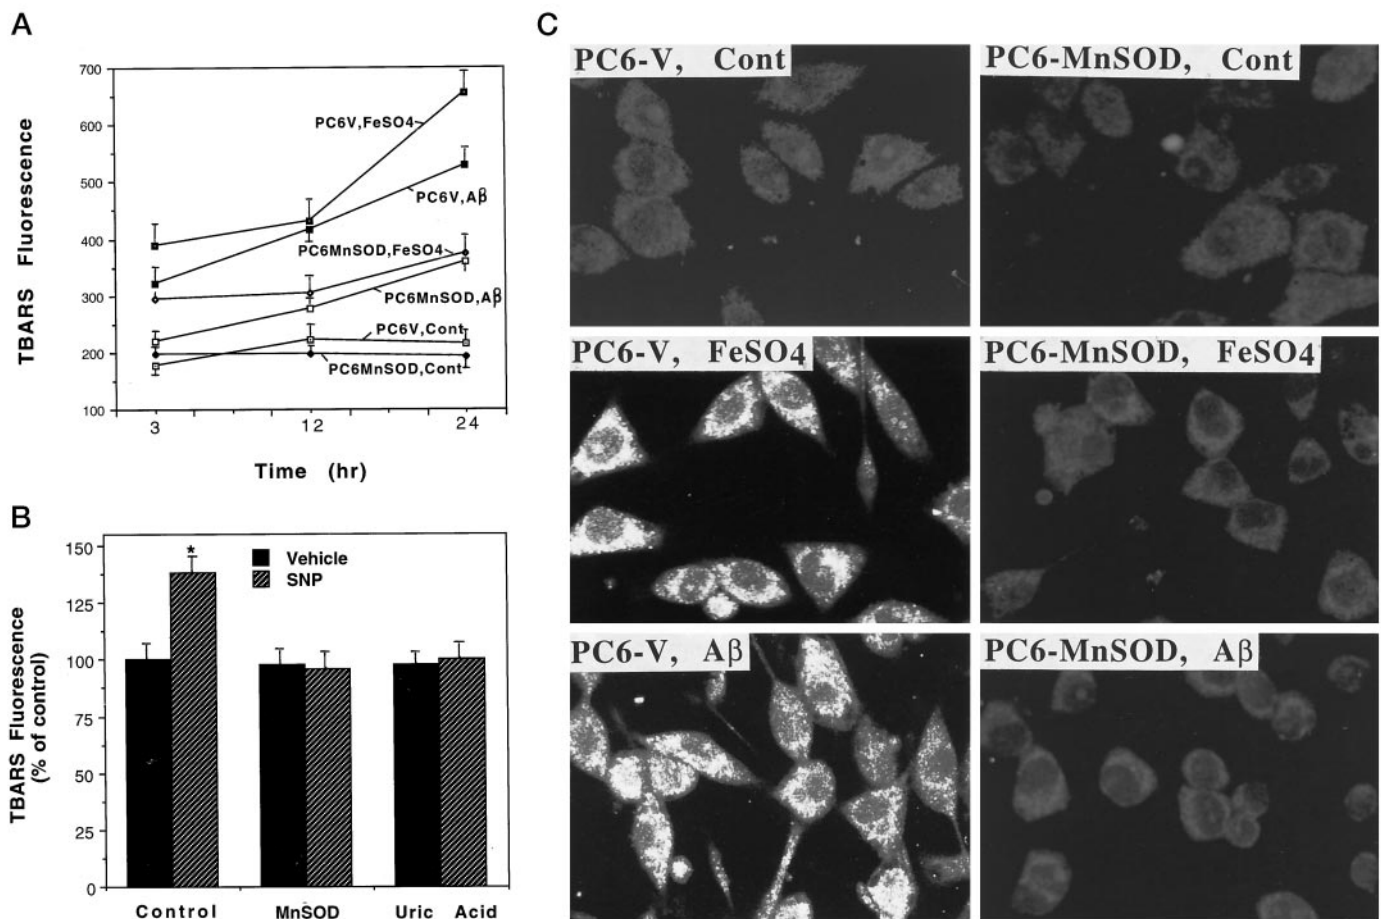 A
700
600
500
400
300
200
100
TBARS Fluorescence
PC6V,FeSO4
PC6V,Aβ
PC6MnSOD,FeSO4
PC6MnSOD,Aβ
PC6V,Cont
PC6MnSOD,Cont
3 12 24
Time (hr)
B
150
125
100
75
50
25
0
TBARS Fluorescence
(% of control)
*
Vehicle
SNP
Control MnSOD Uric Acid
C
PC6-V, Cont
PC6-MnSOD, Cont
PC6-V, FeSO4
PC6-MnSOD, FeSO4
PC6-V, Aβ
PC6-MnSOD, Aβ